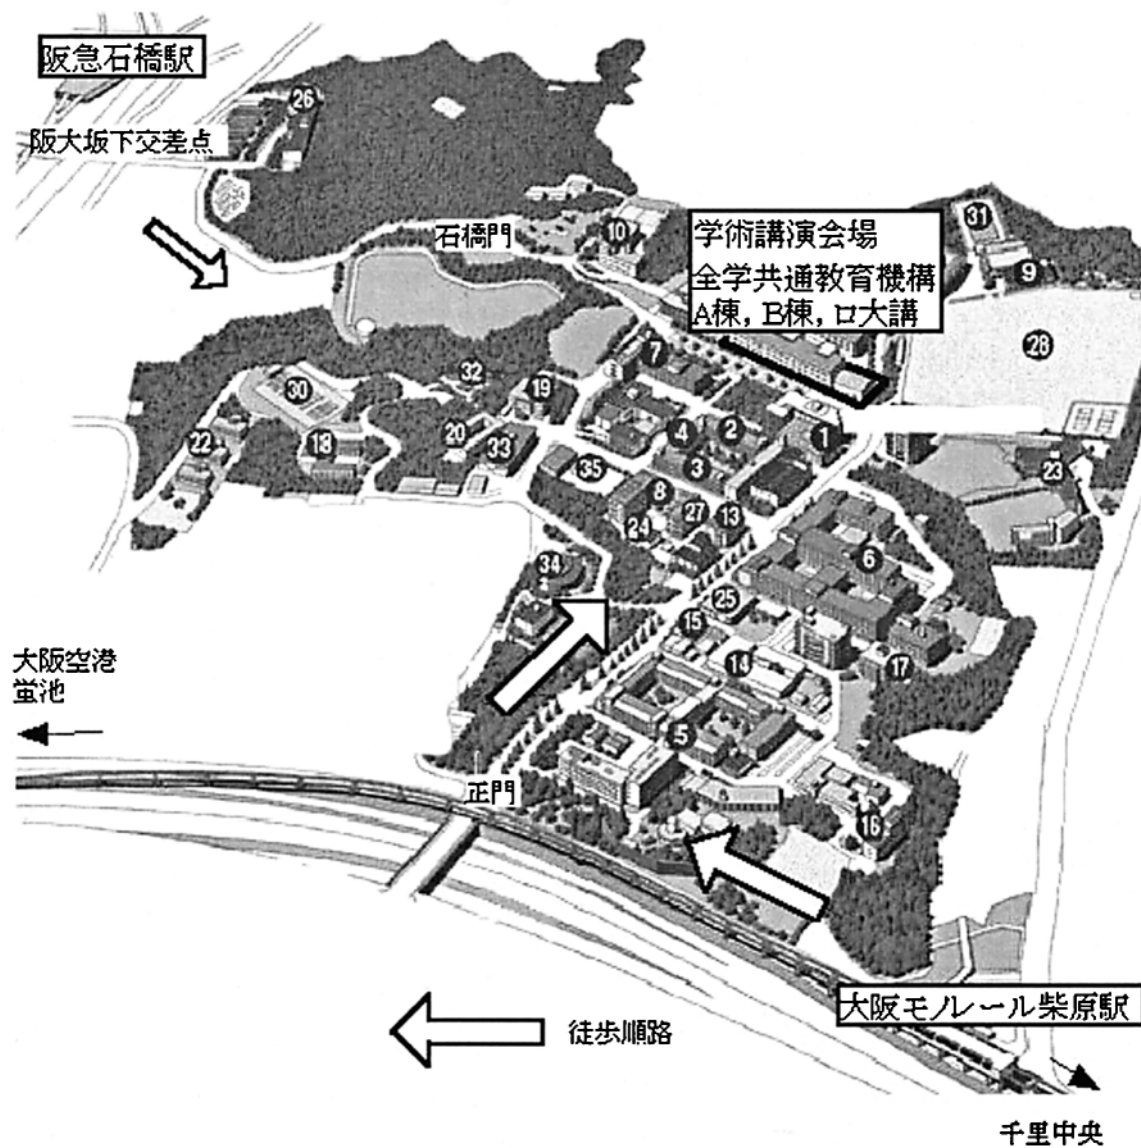 阪急石橋駅
26
阪大坂下交差点
石橋門
10
学術講演会場
全学共通教育機構
A棟, B棟, ロ大講
31
9
28
7
32
19
30
22
18
20
33
4
2
1
3
35
8
27
13
24
23
6
34
25
15
14
17
5
16
大阪空港
蛍池
正門
大阪モノレール柴原駅
徒歩順路
千里中央